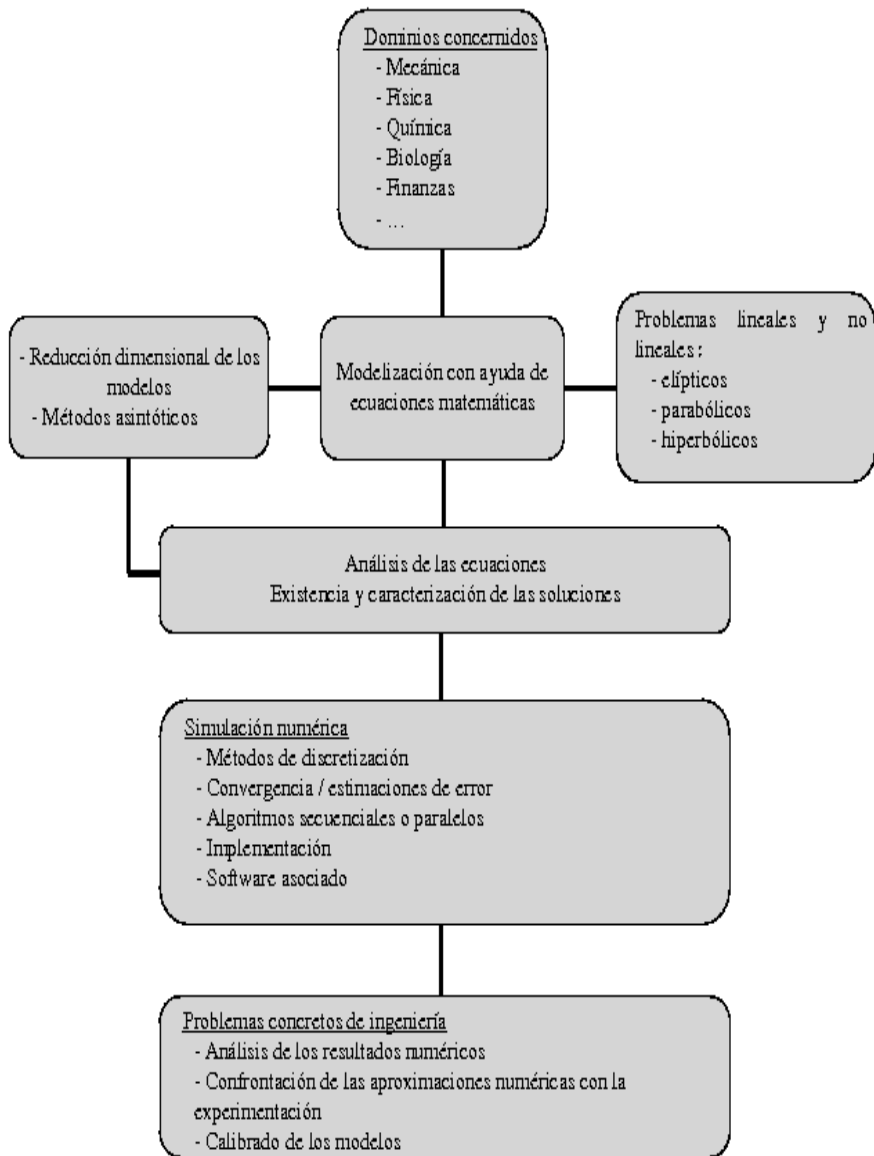 Dominios concernidos
- Mecánica
- Física
- Química
- Biología
- Finanzas
- ...
- Reducción dimensional de los
modelos
- Métodos asintóticos
Modelización con ayuda de
ecuaciones matemáticas
Problemas lineales y no
lineales:
- elípticos
- parabólicos
- hiperbólicos
Análisis de las ecuaciones
Existencia y caracterización de las soluciones
Simulación numérica
- Métodos de discretización
- Convergencia / estimaciones de error
- Algoritmos secuenciales o paralelos
- Implementación
- Software asociado
Problemas concretos de ingeniería
- Análisis de los resultados numéricos
- Confrontación de las aproximaciones numéricas con la
experimentación
- Calibrado de los modelos